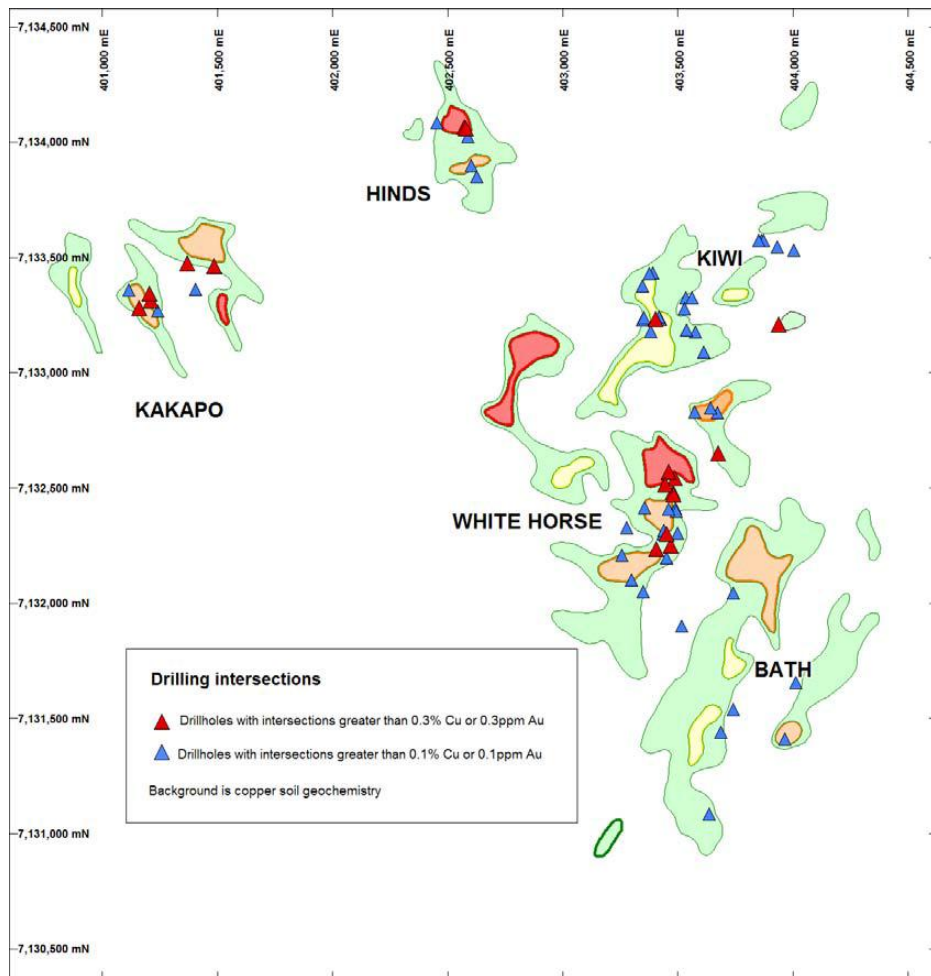 7,134,500 mN
401,000 mE
401,500 mE
402,000 mE
402,500 mE
403,000 mE
403,500 mE
404,000 mE
404,500 mE
7,134,000 mN
HINDS
7,133,500 mN
KIWI
7,133,000 mN
KAKAPO
7,132,500 mN
WHITE HORSE
7,132,000 mN
BATH
Drilling intersections
Drillholes with intersections greater than 0.3% Cu or 0.3ppm Au
Drillholes with intersections greater than 0.1% Cu or 0.1ppm Au
Background is copper soil geochemistry
7,131,500 mN
7,131,000 mN
7,130,500 mN